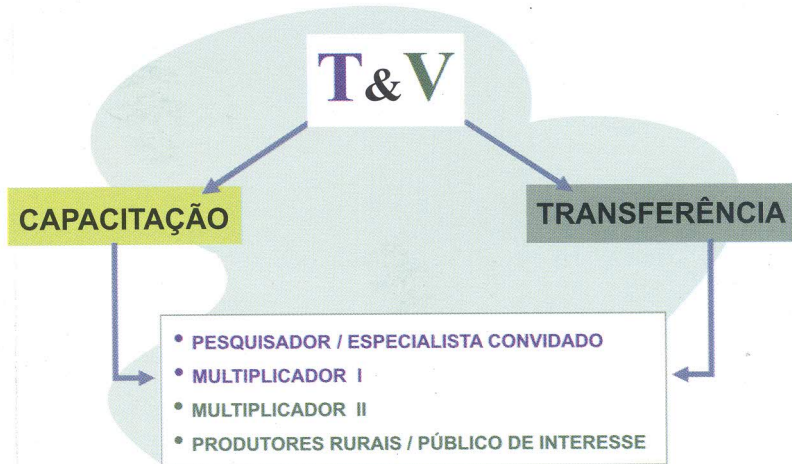 T & V
CAPACITAÇÃO
TRANSFERÊNCIA
• PESQUISADOR / ESPECIALISTA CONVIDADO
• MULTIPLICADOR I
• MULTIPLICADOR II
• PRODUTORES RURAIS / PÚBLICO DE INTERESSE